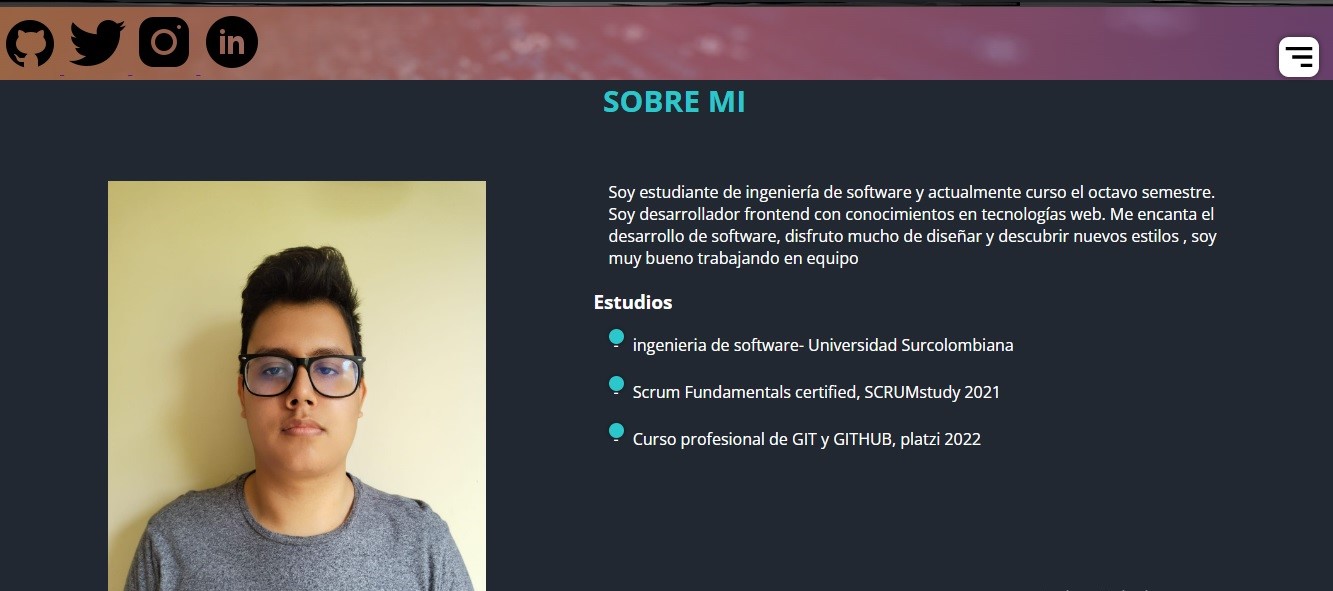 in
SOBRE MI
Soy estudiante de ingeniería de software y actualmente curso el octavo semestre.
Soy desarrollador frontend con conocimientos en tecnologías web. Me encanta el
desarrollo de software, disfruto mucho de diseñar y descubrir nuevos estilos , soy
muy bueno trabajando en equipo
Estudios
ingenieria de software- Universidad Surcolombiana
Scrum Fundamentals certified, SCRUMstudy 2021
Curso profesional de GIT y GITHUB, platzi 2022